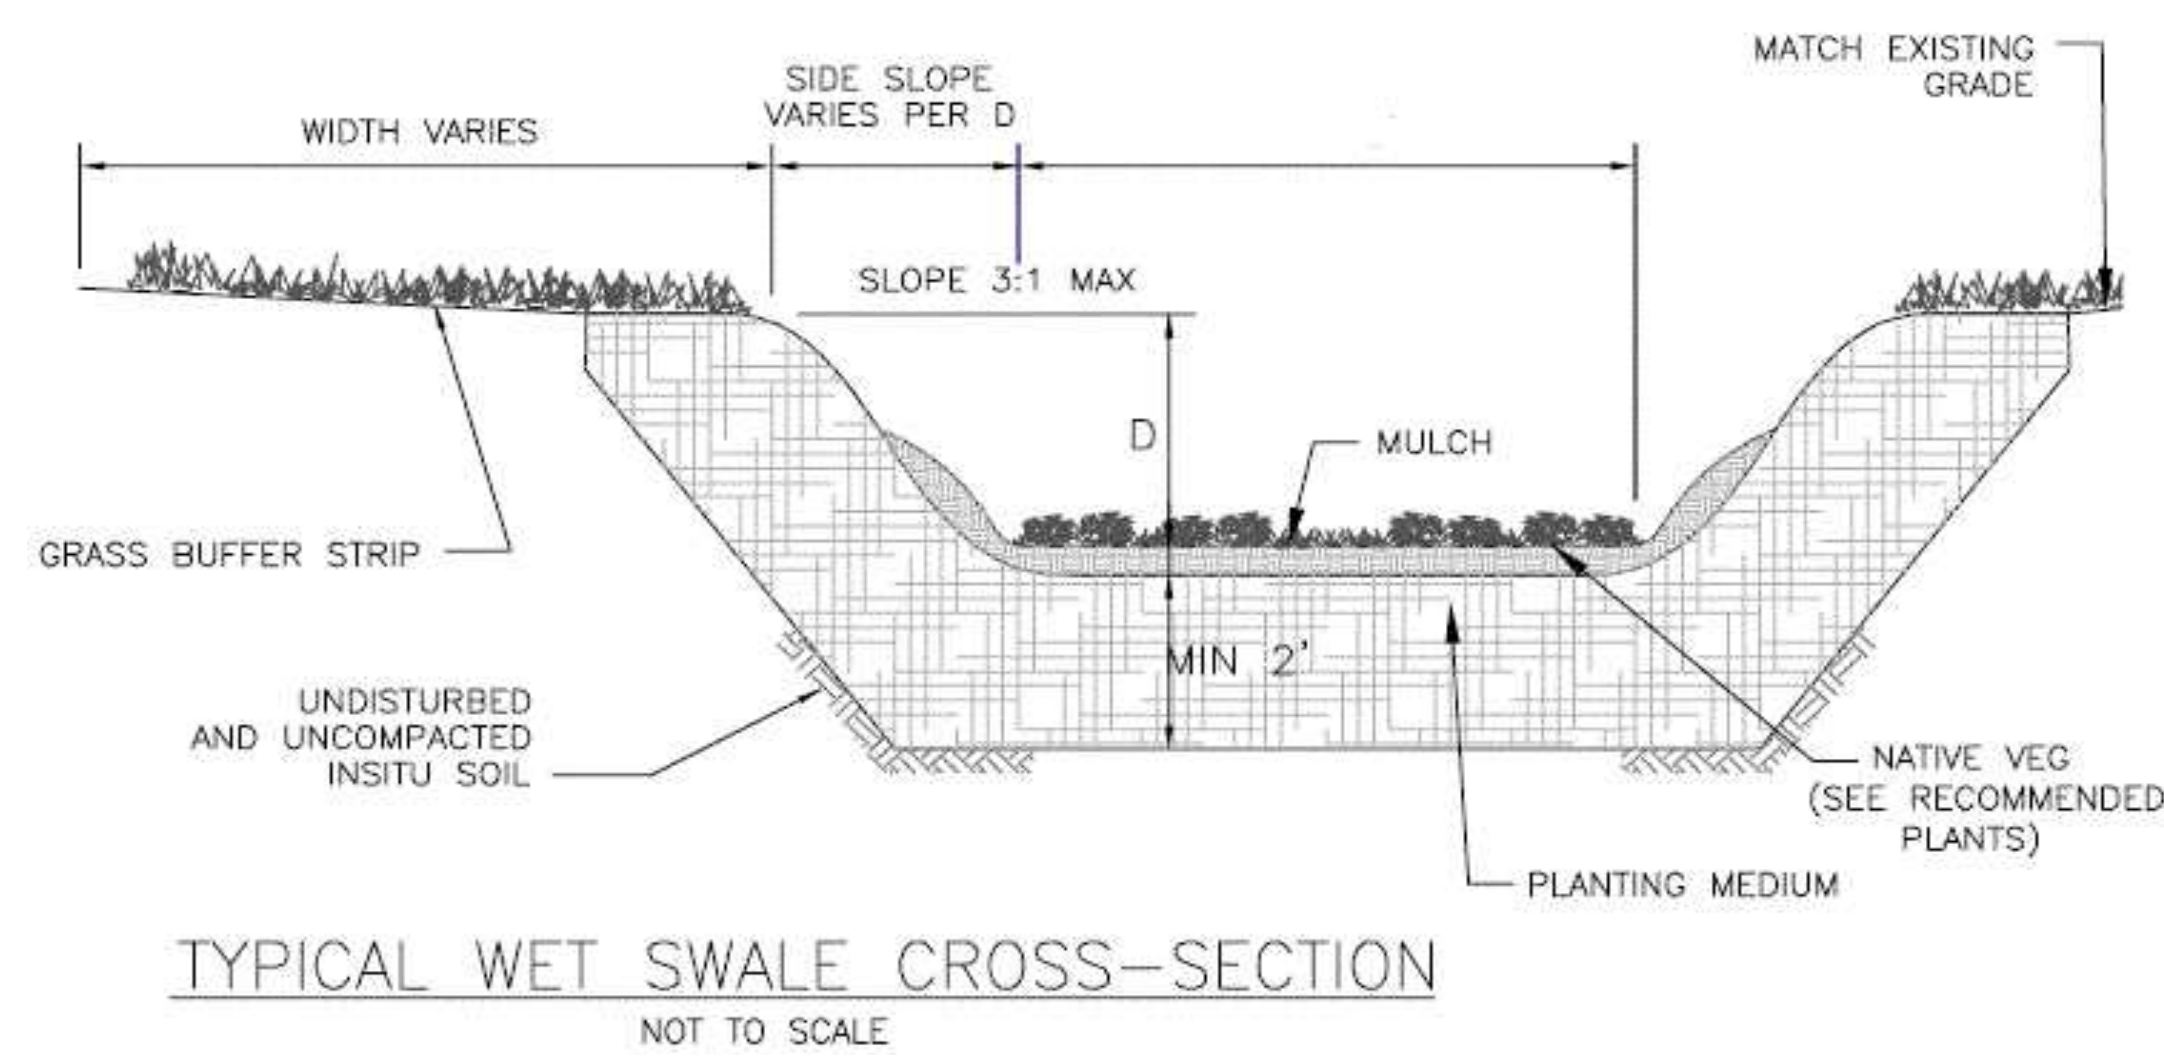 MATCH EXISTING
GRADE
SIDE SLOPE
VARIES PER D
WIDTH VARIES
SLOPE 3:1 MAX
D
MULCH
GRASS BUFFER STRIP
MIN 2'
UNDISTURBED
AND UNCOMPACTED
INSITU SOIL
NATIVE VEG
(SEE RECOMMENDED
PLANTS)
PLANTING MEDIUM
TYPICAL WET SWALE CROSS-SECTION
NOT TO SCALE